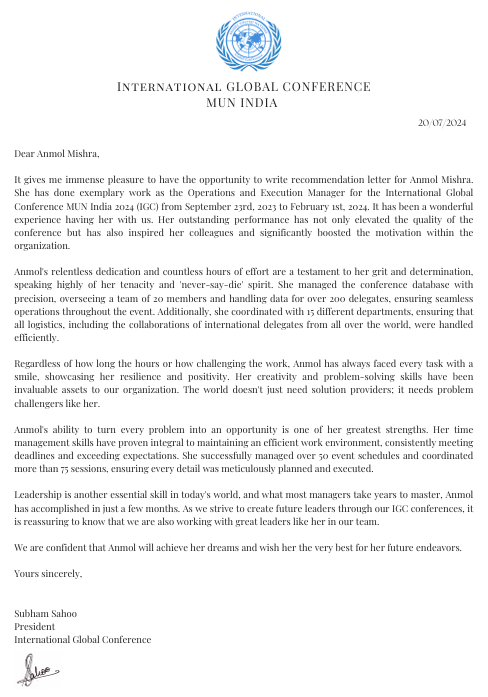 INTERNATIONAL
INTERNATIONAL GLOBAL CONFERENCE
MUN INDIA
20/07/2024
Dear Anmol Mishra,
It gives me immense pleasure to have the opportunity to write recommendation letter for Anmol Mishra.
She has done exemplary work as the Operations and Execution Manager for the International Global
Conference MUN India 2024 (IGC) from September 23rd, 2023 to February 1st, 2024. It has been a wonderful
experience having her with us. Her outstanding performance has not only elevated the quality of the
conference but has also inspired her colleagues and significantly boosted the motivation within the
organization.
Anmol's relentless dedication and countless hours of effort are a testament to her grit and determination,
speaking highly of her tenacity and 'never-say-die' spirit. She managed the conference database with
precision, overseeing a team of 20 members and handling data for over 200 delegates, ensuring seamless
operations throughout the event. Additionally, she coordinated with 15 different departments, ensuring that
all logistics, including the collaborations of international delegates from all over the world, were handled
efficiently.
Regardless of how long the hours or how challenging the work, Anmol has always faced every task with a
smile, showcasing her resilience and positivity. Her creativity and problem-solving skills have been
invaluable assets to our organization. The world doesn't just need solution providers; it needs problem
challengers like her.
Anmol's ability to turn every problem into an opportunity is one of her greatest strengths. Her time
management skills have proven integral to maintaining an efficient work environment, consistently meeting
deadlines and exceeding expectations. She successfully managed over 50 event schedules and coordinated
more than 75 sessions, ensuring every detail was meticulously planned and executed.
Leadership is another essential skill in today's world, and what most managers take years to master, Anmol
has accomplished in just a few months. As we strive to create future leaders through our IGC conferences, it
is reassuring to know that we are also working with great leaders like her in our team.
We are confident that Anmol will achieve her dreams and wish her the very best for her future endeavors.
Yours sincerely,
Subham Sahoo
President
International Global Conference
Sahoo